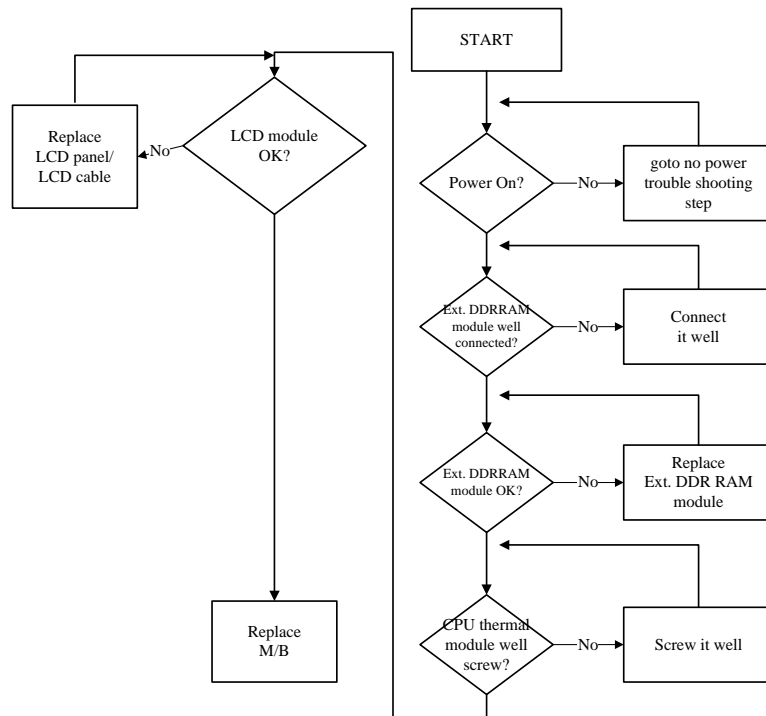 START
Power On?
No
goto no power
trouble shooting
step
Ext. DDRRAM
module well
connected?
No
Connect
it well
Ext. DDRRAM
module OK?
No
Replace
Ext. DDR RAM
module
CPU thermal
module well
screw?
No
Screw it well
LCD module
OK?
No
Replace
LCD panel/
LCD cable
Replace
M/B